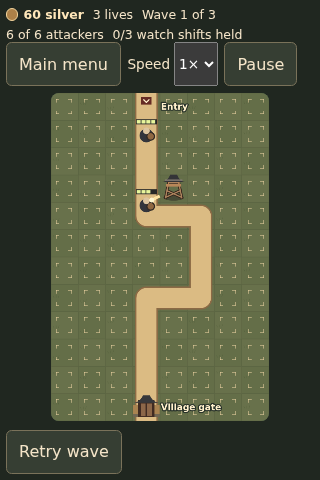 60 silver 3 lives Wave 1 of 3
6 of 6 attackers 0/3 watch shifts held
Main menu Speed 1× Pause
Entry
Village gate
Retry wave